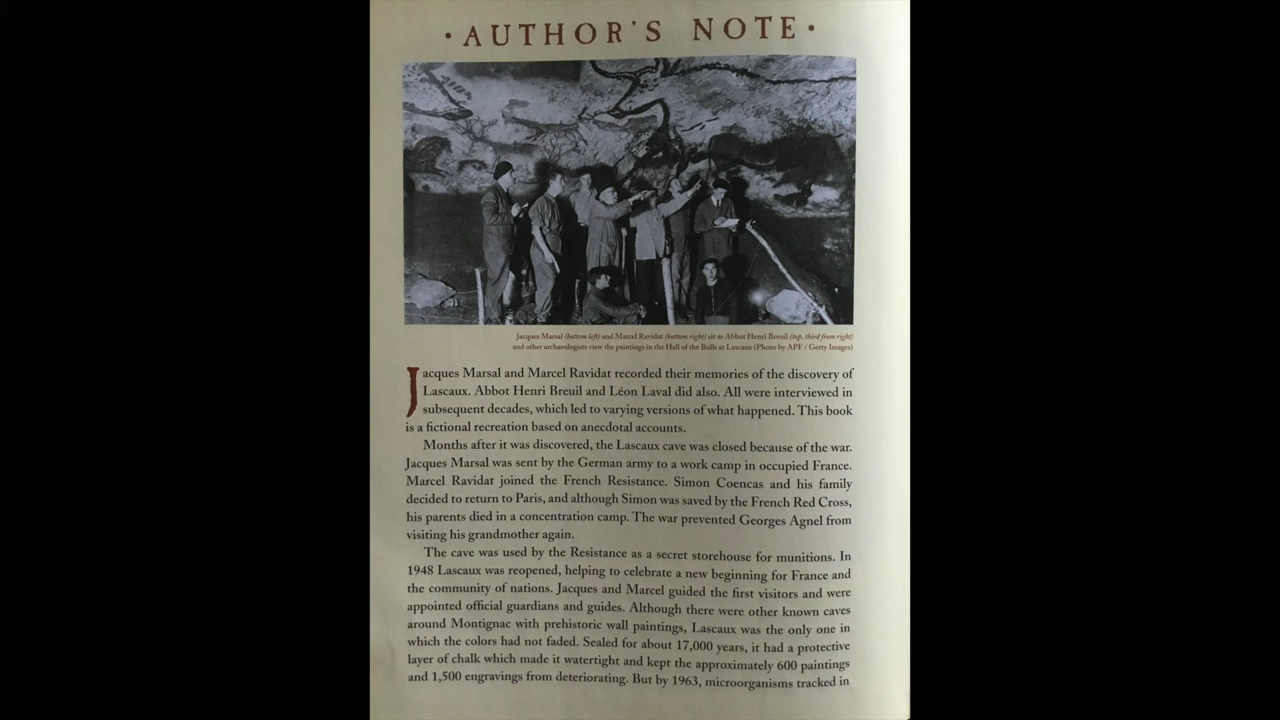 · AUTHOR'S NOTE ·
Jacques Marsal (bottom left) and Marcel Ravidat (bottom right) sit as Abbot Henri Breuil (top, third from right)
and other archaeologists view the paintings in the Hall of the Bulls at Lascaux (Photo by APF / Getty Images)
Jacques Marsal and Marcel Ravidat recorded their memories of the discovery of
Lascaux. Abbot Henri Breuil and Léon Laval did also. All were interviewed in
subsequent decades, which led to varying versions of what happened. This book
is a fictional recreation based on anecdotal accounts.
Months after it was discovered, the Lascaux cave was closed because of the war.
Jacques Marsal was sent by the German army to a work camp in occupied France.
Marcel Ravidat joined the French Resistance. Simon Coencas and his family
decided to return to Paris, and although Simon was saved by the French Red Cross,
his parents died in a concentration camp. The war prevented Georges Agnel from
visiting his grandmother again.
The cave was used by the Resistance as a secret storehouse for munitions. In
1948 Lascaux was reopened, helping to celebrate a new beginning for France and
the community of nations. Jacques and Marcel guided the first visitors and were
appointed official guardians and guides. Although there were other known caves
around Montignac with prehistoric wall paintings, Lascaux was the only one in
which the colors had not faded. Sealed for about 17,000 years, it had a protective
layer of chalk which made it watertight and kept the approximately 600 paintings
and 1,500 engravings from deteriorating. But by 1963, microorganisms tracked in